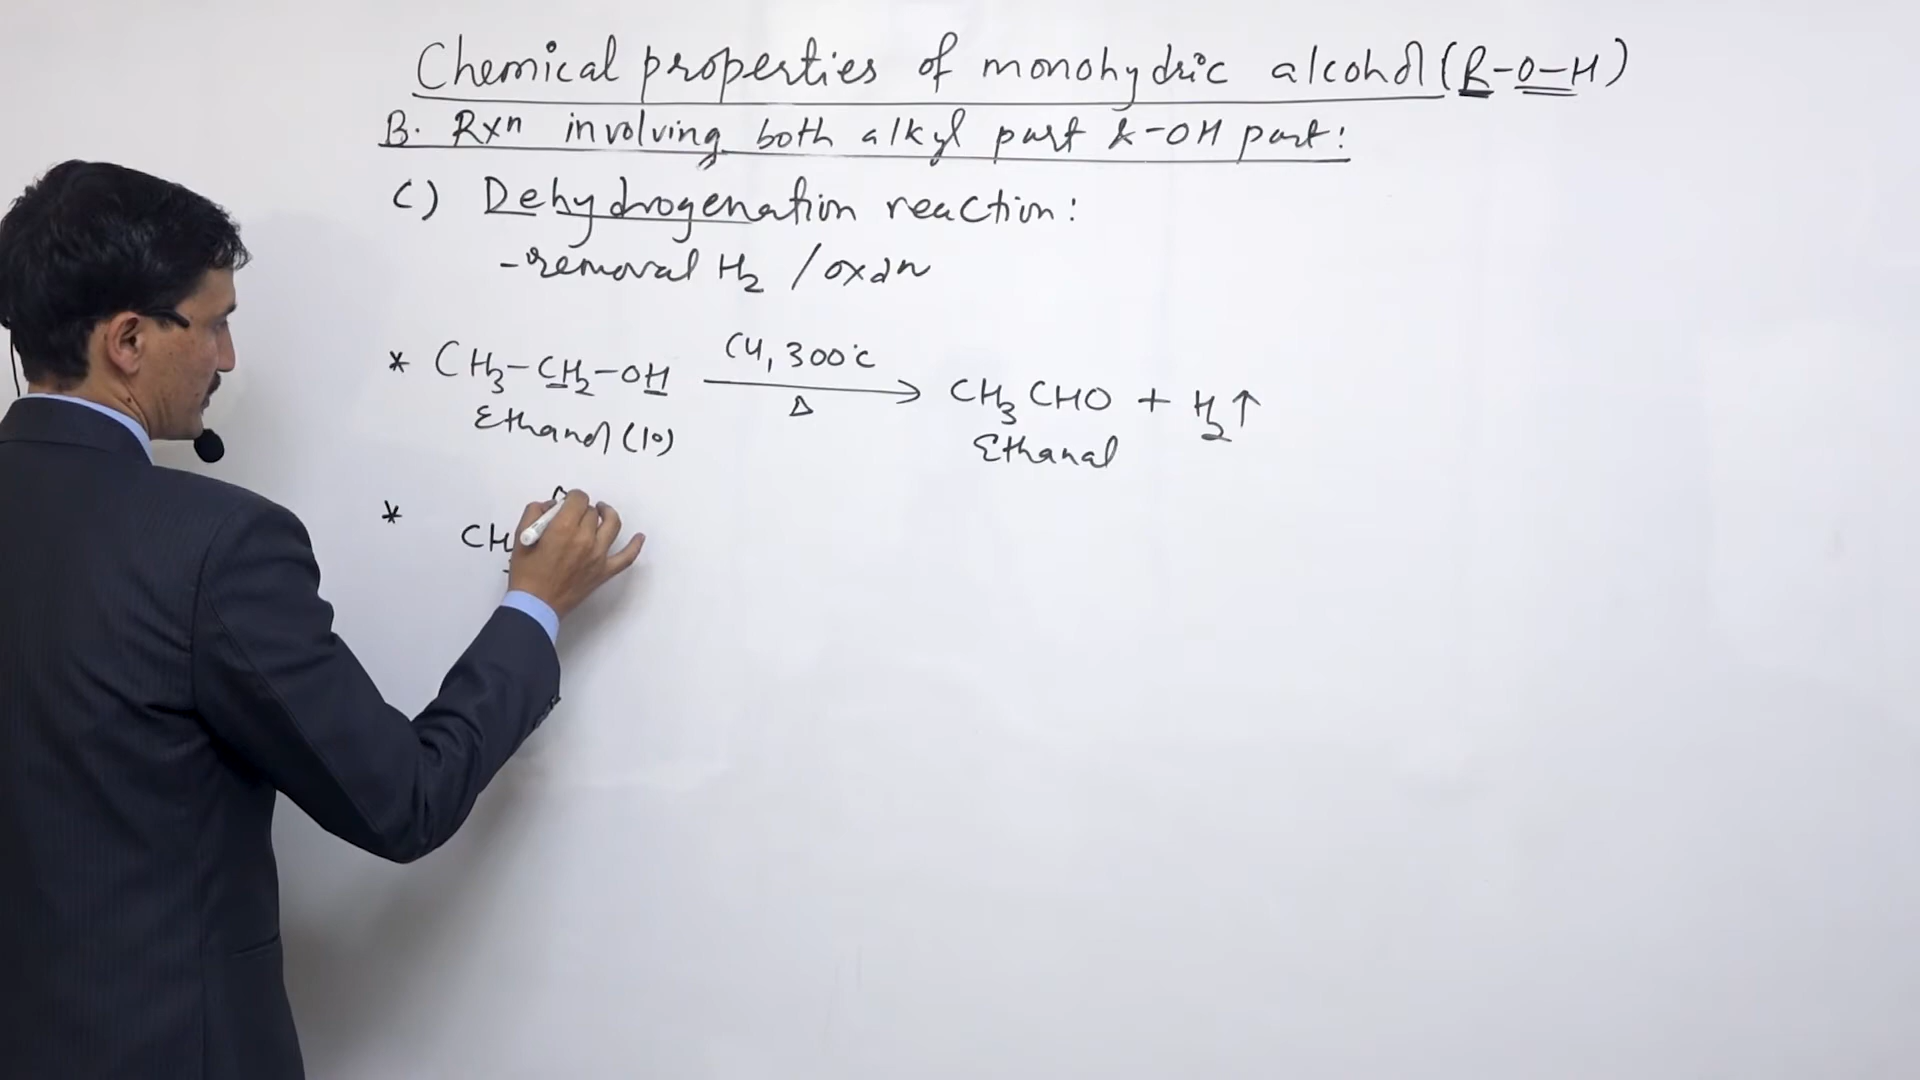 Chemical properties of monohydric alcohol (R-O-H)
B. Rxn involving both alkyl part & -OH part:
C) Dehydrogenation reaction:
- removal H₂ / oxdn
* CH₃-CH₂-OH Cu, 300°C Δ → CH₃CHO + H₂↑
Ethanol (1°) Ethanal
* CH